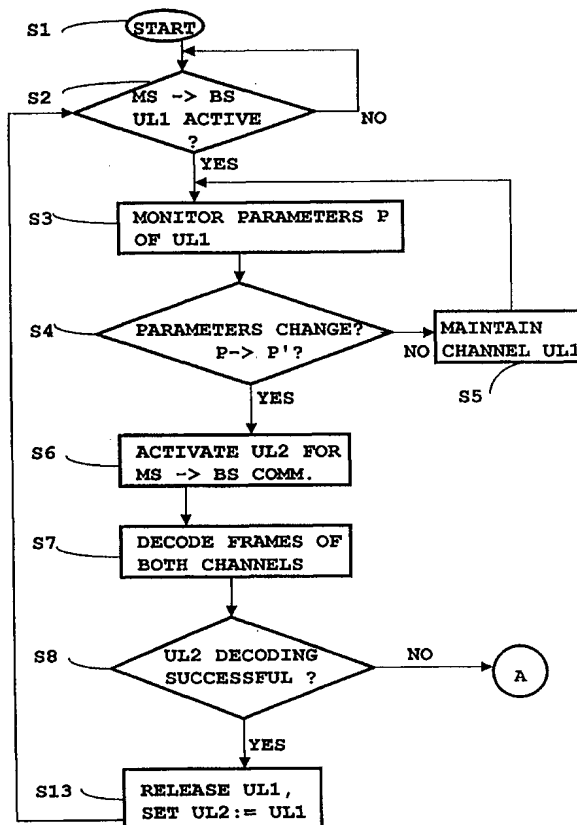 S1
START
S2
MS -> BS
UL1 ACTIVE
?
NO
YES
S3
MONITOR PARAMETERS P
OF UL1
S4
PARAMETERS CHANGE?
P-> P'?
NO
MAINTAIN
CHANNEL UL1
S5
YES
S6
ACTIVATE UL2 FOR
MS -> BS COMM.
S7
DECODE FRAMES OF
BOTH CHANNELS
S8
UL2 DECODING
SUCCESSFUL ?
NO
A
YES
S13
RELEASE UL1,
SET UL2:= UL1